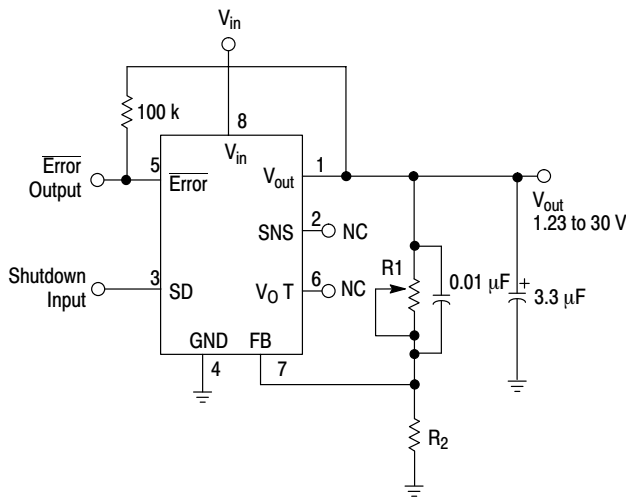 V_in
100 k
8
V_in
Error
Output
5
Error
V_out
1
V_out
1.23 to 30 V
SNS
2
NC
Shutdown
Input
3
SD
V_O T
6
NC
R1
0.01 µF
+
3.3 µF
GND
FB
4
7
R_2